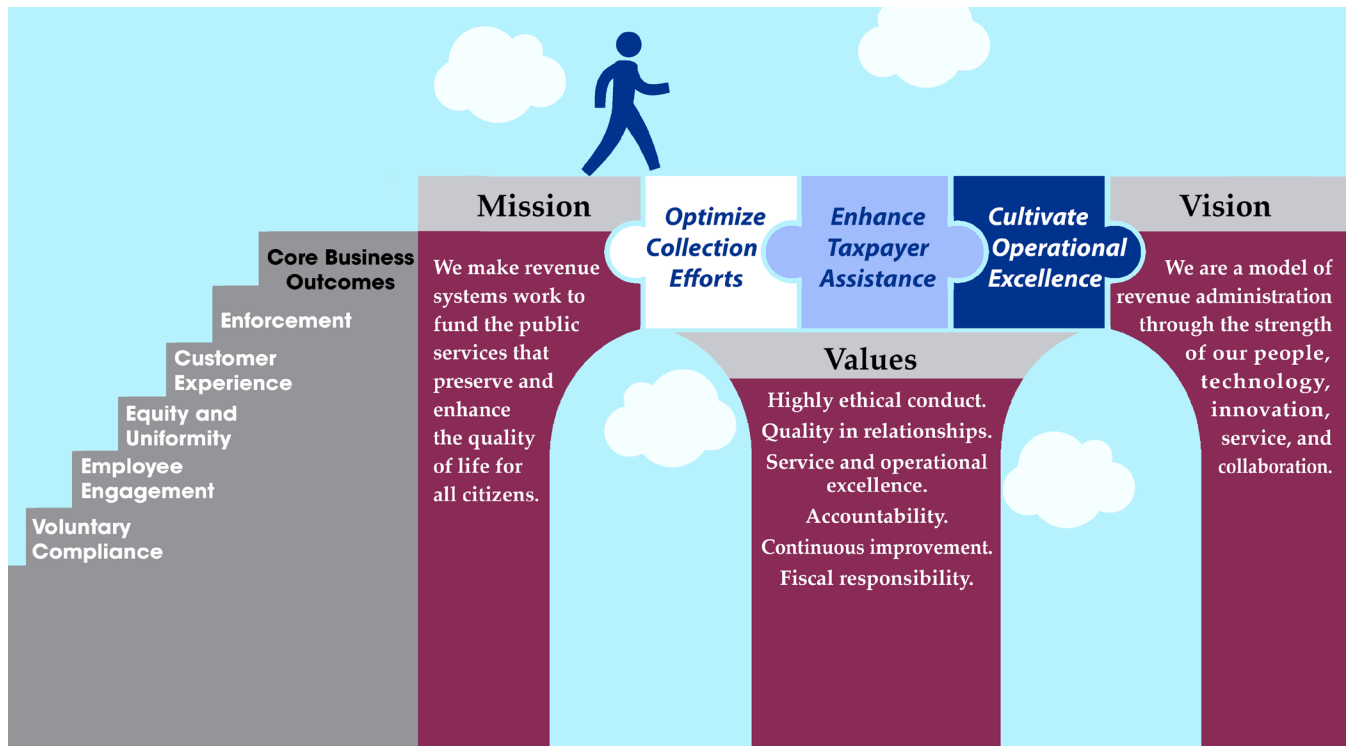 Mission
Optimize
Collection
Efforts
Enhance
Taxpayer
Assistance
Cultivate
Operational
Excellence
Vision
Core Business
Outcomes
Enforcement
Customer
Experience
Equity and
Uniformity
Employee
Engagement
Voluntary
Compliance
We make revenue
systems work to
fund the public
services that
preserve and
enhance
the quality
of life for
all citizens.
Values
Highly ethical conduct.
Quality in relationships.
Service and operational
excellence.
Accountability.
Continuous improvement.
Fiscal responsibility.
We are a model of
revenue administration
through the strength
of our people,
technology,
innovation,
service, and
collaboration.